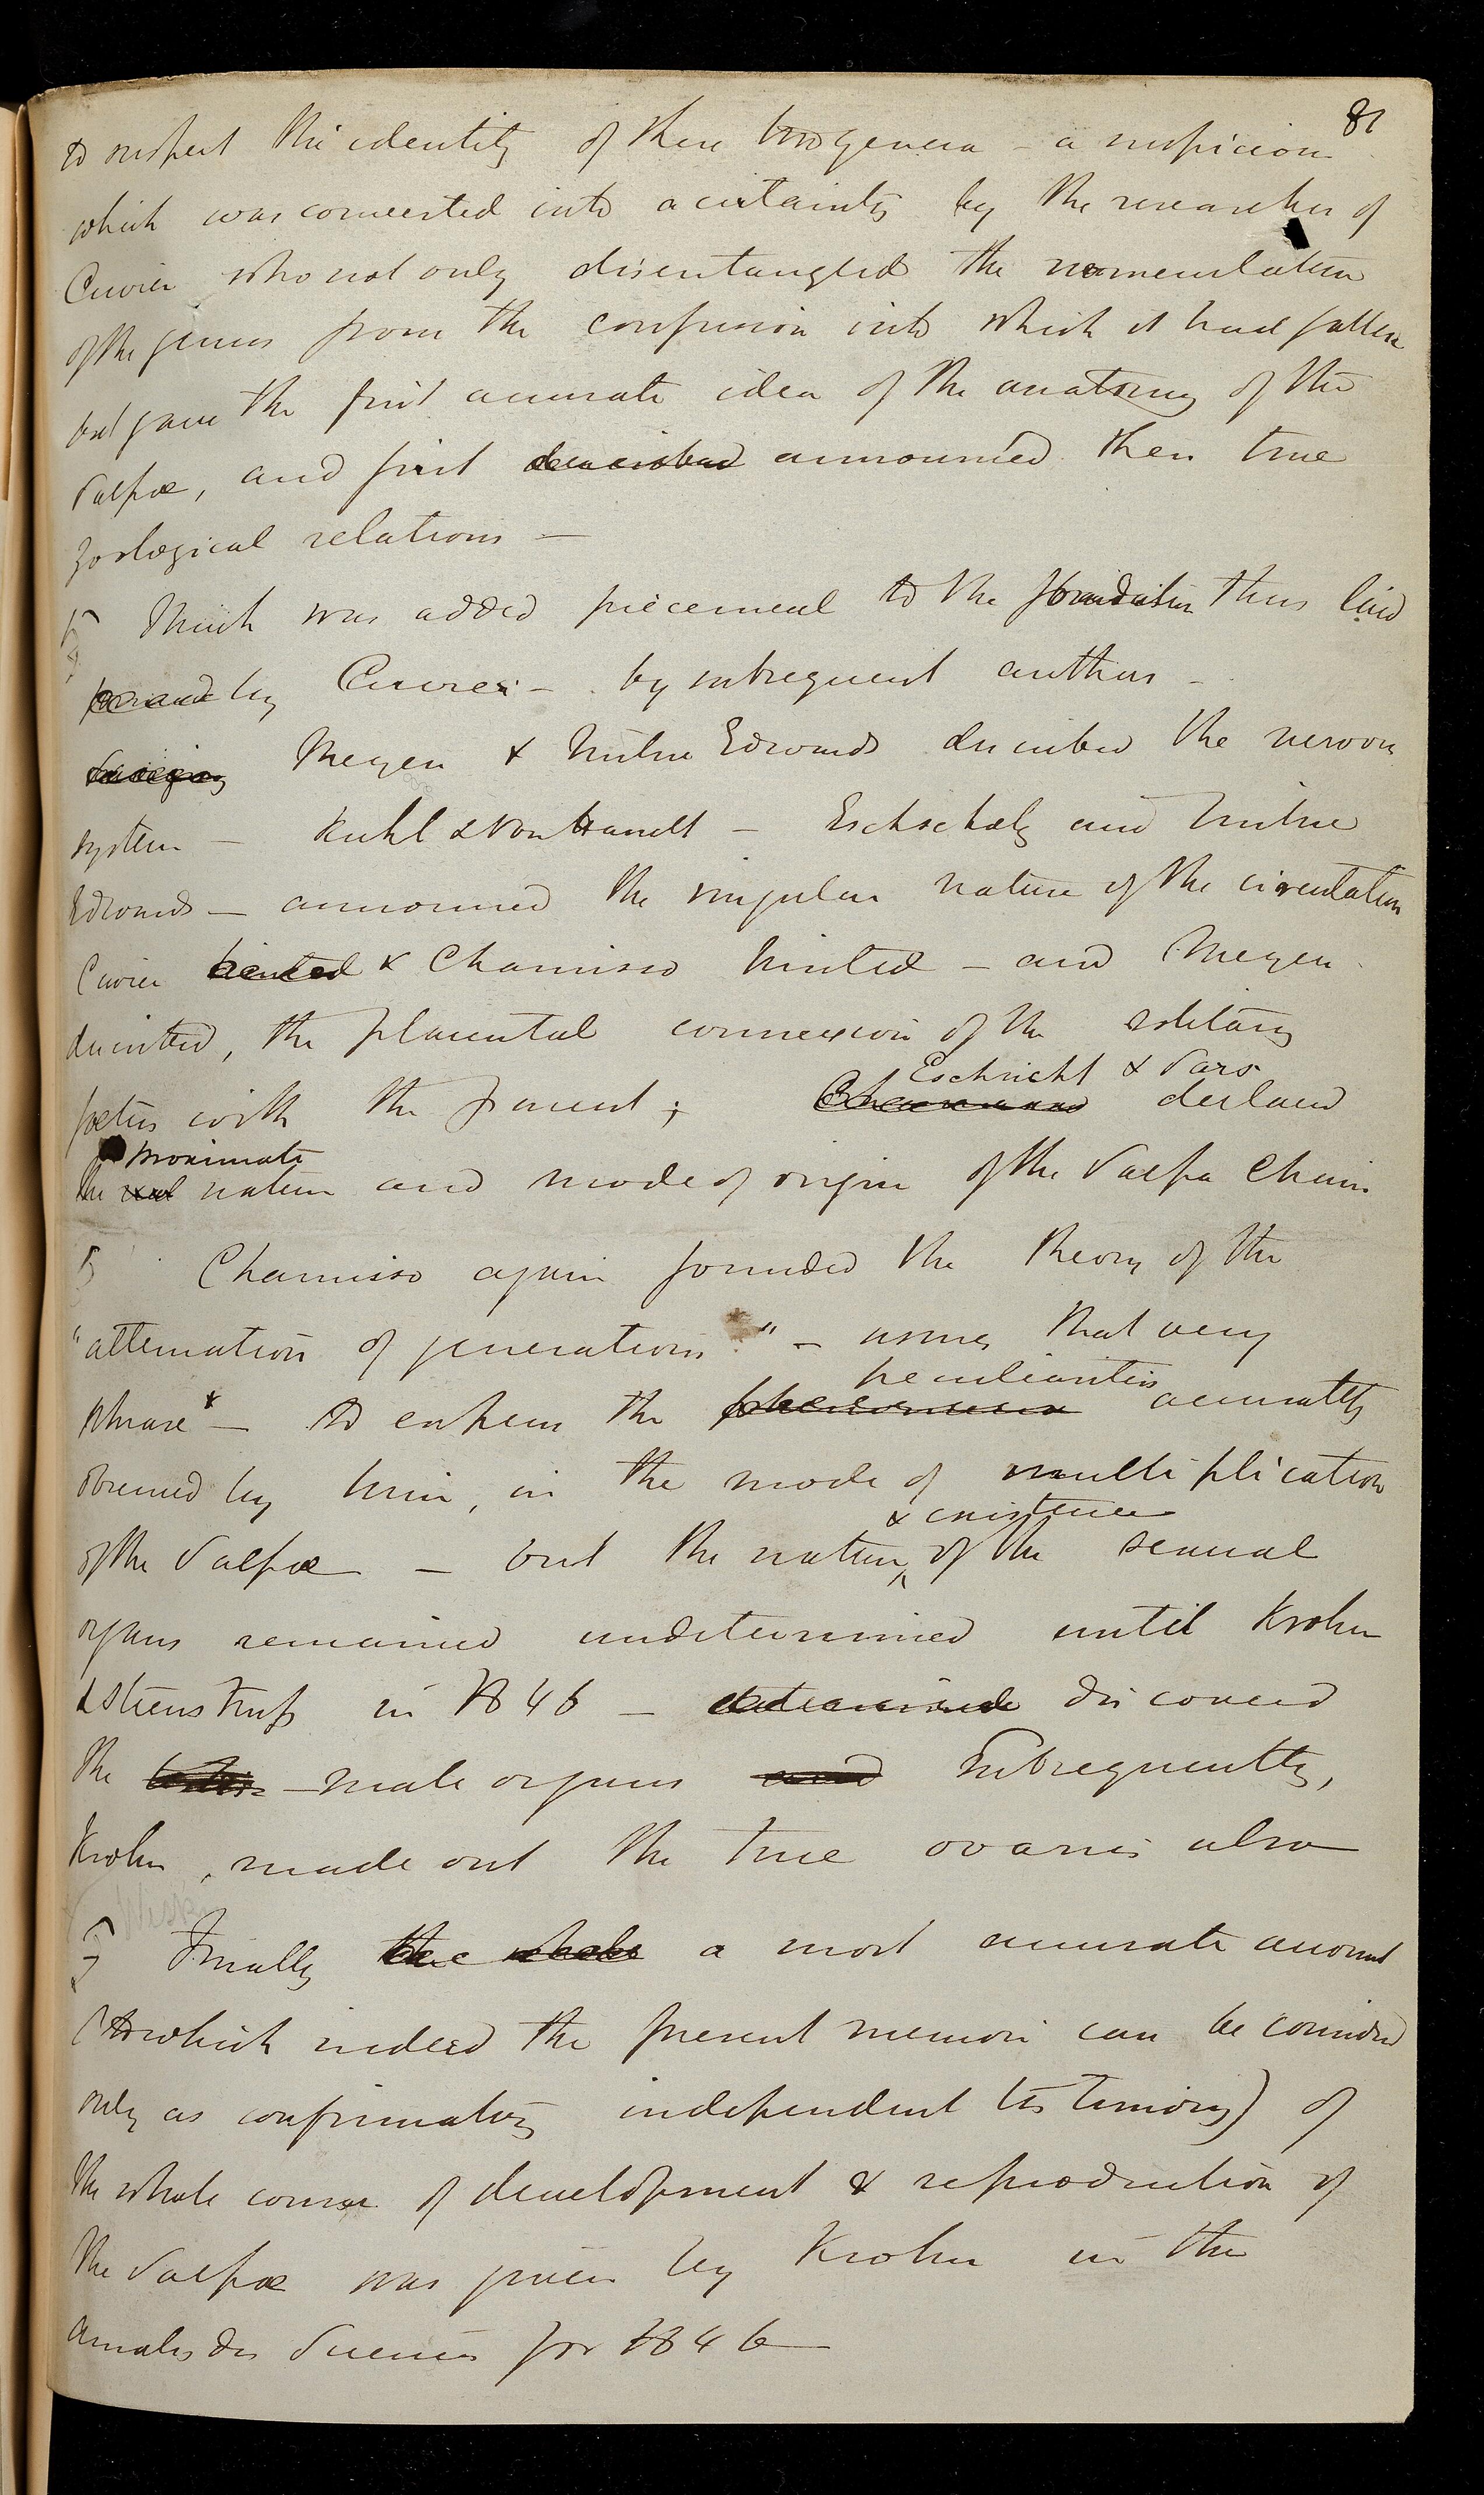 81
to suspect the identity of these two genera – a suspicion
which was converted into a certainty by the researches of
Cuvier who not only disentangled the nomenclature
of the genus from the confusion into which it had fallen
but gave the first accurate idea of the anatomy of the
Salpæ, and first described announced their true
zoological relations –
Much was added piecemeal to the foundation thus laid
by Cuvier – by subsequent authors –
Meyen & Milne Edwards described the nervous
system – Kuhl & Von Hasselt – Eschscholtz and Milne
Edwards – announced the singular nature of the circulation
Cuvier hinted & Chamisso hinted – and Meyen
described, the placental connexion of the solitary
Eschricht & Sars
foetus with the parent; declared
proximate
the real nature and mode of origin of the Salpa chain
Chamisso again founded the theory of the
"alternation of generations" – using that very
peculiarities
phrase* – to express the phenomena accurately
observed by him, in the mode of multiplication
& existence
of the Salpæ – but the nature of the sexual
organs remained undetermined until Krohn
& Steenstrup in 1846 – determined discovered
the testis – male organs and Subsequently,
Krohn, made out the true ovaries also
Finally the whole a most accurate account
(to which indeed the present memoir can be considered
only as confirmatory independent testimony) of
the whole course of development & reproduction of
the Salpæ was given by Krohn in the
Annales des Sciences for 1846